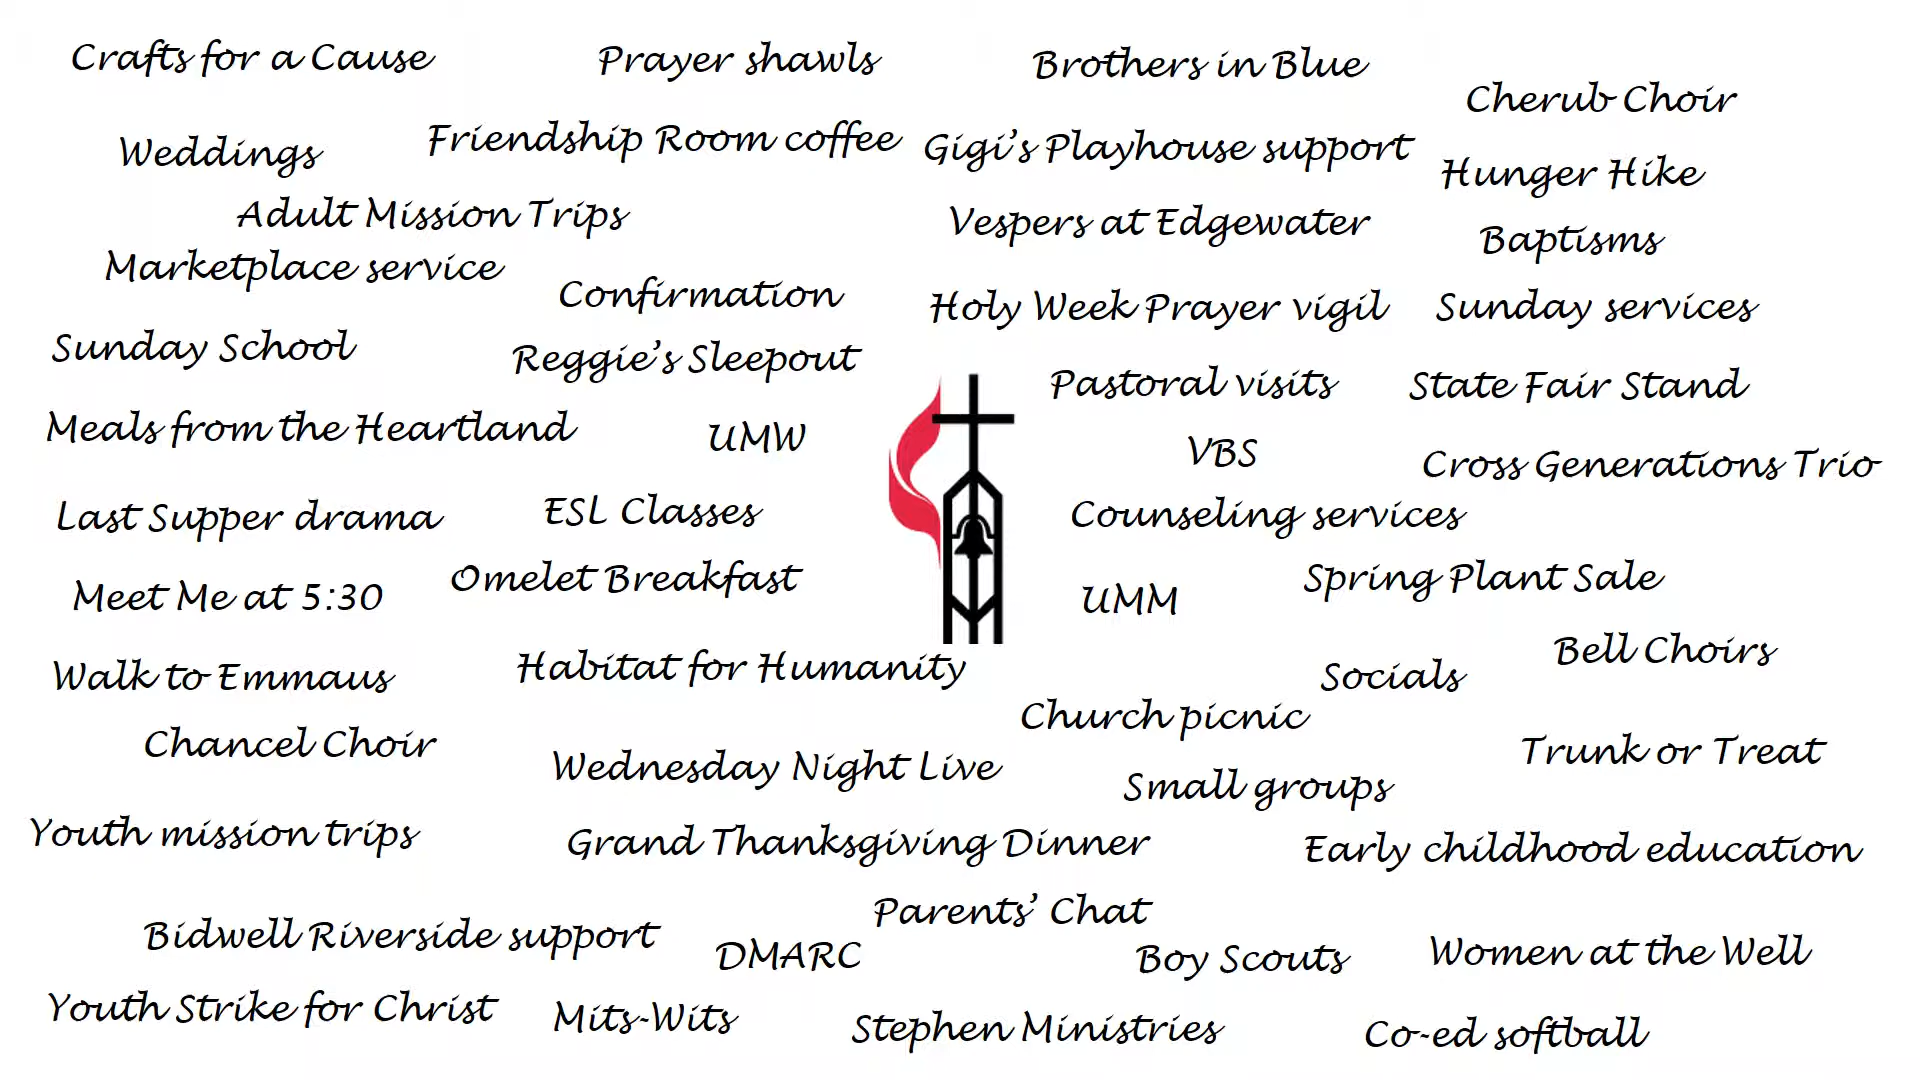 Crafts for a Cause
Prayer shawls
Brothers in Blue
Cherub Choir
Weddings
Friendship Room coffee
Gigi's Playhouse support
Hunger Hike
Adult Mission Trips
Vespers at Edgewater
Baptisms
Marketplace service
Confirmation
Holy Week Prayer vigil
Sunday services
Sunday School
Reggie's Sleepout
Pastoral visits
State Fair Stand
Meals from the Heartland
UMW
VBS
Cross Generations Trio
Last Supper drama
ESL Classes
Counseling services
Meet Me at 5:30
Omelet Breakfast
UMM
Spring Plant Sale
Walk to Emmaus
Habitat for Humanity
Socials
Bell Choirs
Chancel Choir
Church picnic
Wednesday Night Live
Small groups
Trunk or Treat
Youth mission trips
Grand Thanksgiving Dinner
Early childhood education
Parents' Chat
Bidwell Riverside support
DMARC
Boy Scouts
Women at the Well
Youth Strike for Christ
Mits-Wits
Stephen Ministries
Co-ed softball